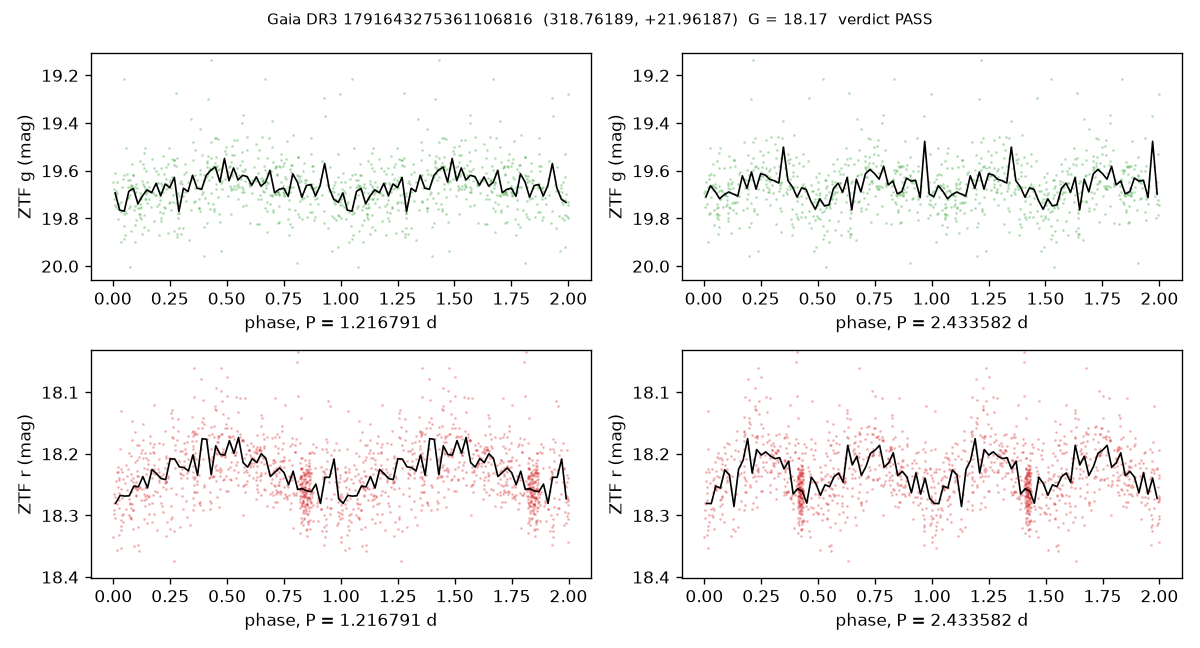 Gaia DR3 1791643275361106816 (318.76189, +21.96187) G = 18.17 verdict PASS
ZTF g (mag)
19.2
19.4
19.6
19.8
20.0
0.00 0.25 0.50 0.75 1.00 1.25 1.50 1.75 2.00
phase, P = 1.216791 d
ZTF g (mag)
19.2
19.4
19.6
19.8
20.0
0.00 0.25 0.50 0.75 1.00 1.25 1.50 1.75 2.00
phase, P = 2.433582 d
ZTF r (mag)
18.1
18.2
18.3
18.4
0.00 0.25 0.50 0.75 1.00 1.25 1.50 1.75 2.00
phase, P = 1.216791 d
ZTF r (mag)
18.1
18.2
18.3
18.4
0.00 0.25 0.50 0.75 1.00 1.25 1.50 1.75 2.00
phase, P = 2.433582 d